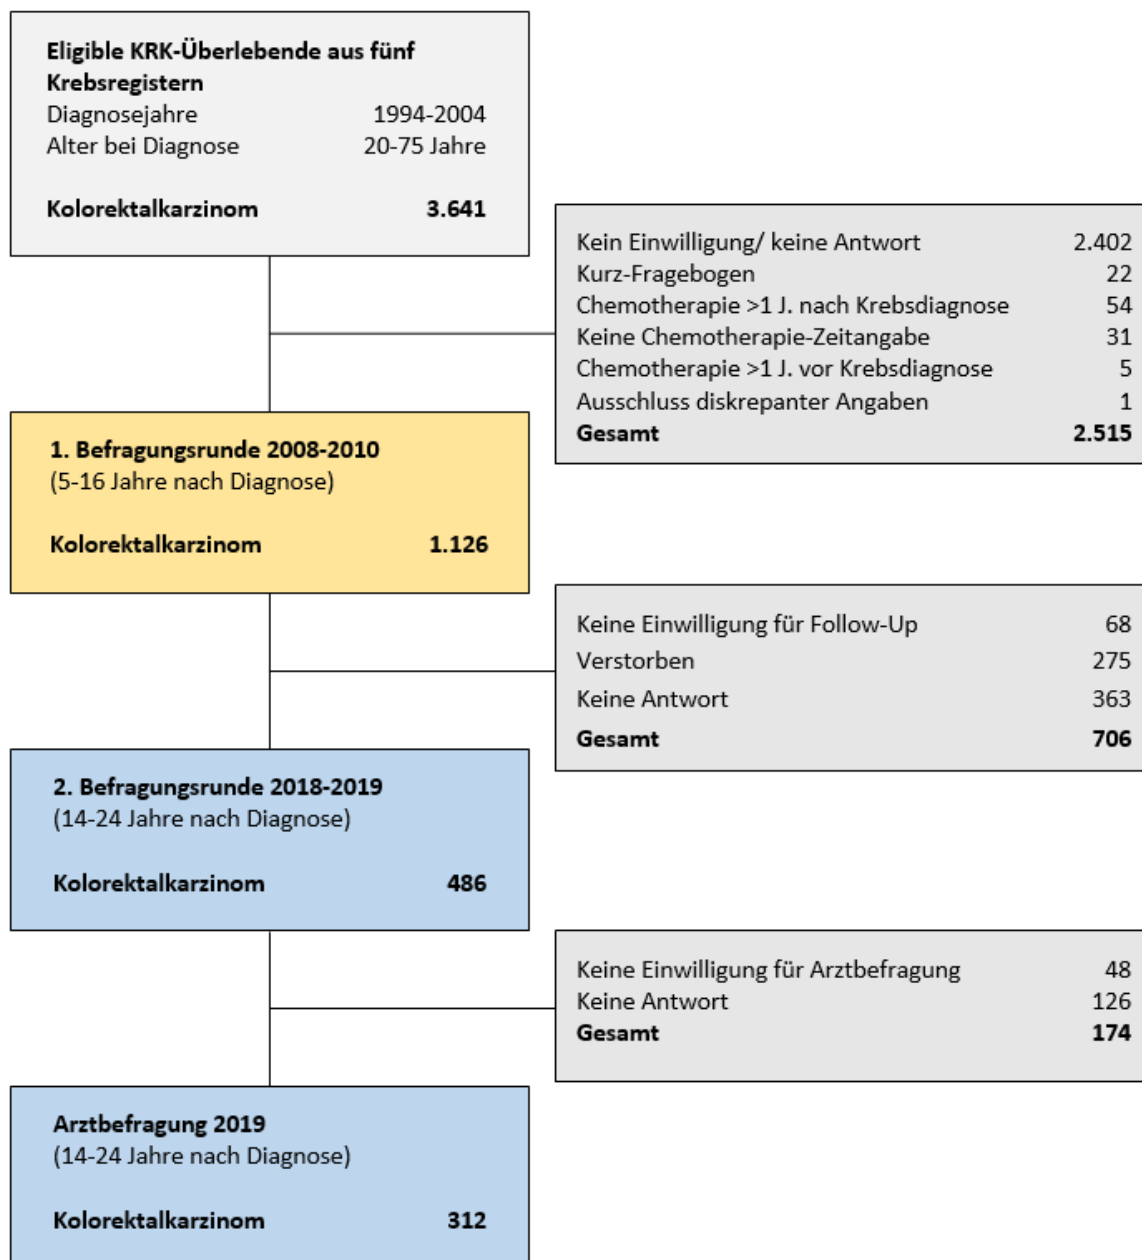 Eligible KRK-Überlebende aus fünf
Krebsregistern
Diagnosejahre 1994-2004
Alter bei Diagnose 20-75 Jahre
Kolorektalkarzinom 3.641
Kein Einwilligung/ keine Antwort 2.402
Kurz-Fragebogen 22
Chemotherapie >1 J. nach Krebsdiagnose 54
Keine Chemotherapie-Zeitangabe 31
Chemotherapie >1 J. vor Krebsdiagnose 5
Ausschluss diskrepanter Angaben 1
Gesamt 2.515
1. Befragungsrunde 2008-2010
(5-16 Jahre nach Diagnose)
Kolorektalkarzinom 1.126
Keine Einwilligung für Follow-Up 68
Verstorben 275
Keine Antwort 363
Gesamt 706
2. Befragungsrunde 2018-2019
(14-24 Jahre nach Diagnose)
Kolorektalkarzinom 486
Keine Einwilligung für Arztbefragung 48
Keine Antwort 126
Gesamt 174
Arztbefragung 2019
(14-24 Jahre nach Diagnose)
Kolorektalkarzinom 312